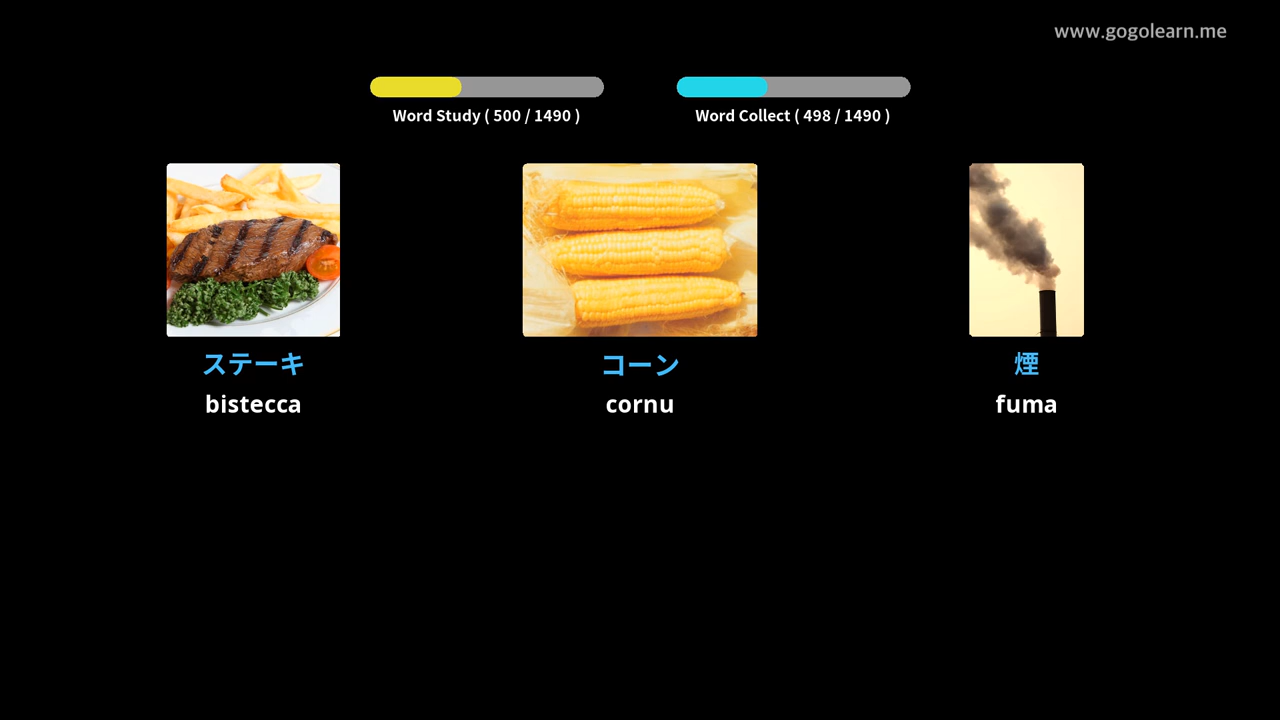 www.gogolearn.me
Word Study ( 500 / 1490 )
Word Collect ( 498 / 1490 )
ステーキ
bistecca
コーン
cornu
煙
fuma